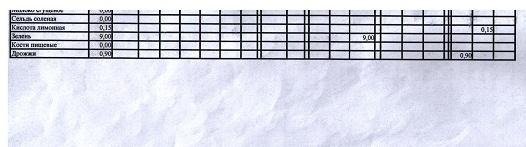 Сельдь соленая 0,00
Кислота лимонная 0,15 0,15
Зелень 9,00 9,00
Кости пищевые 0,00
Дрожжи 0,90 0,90